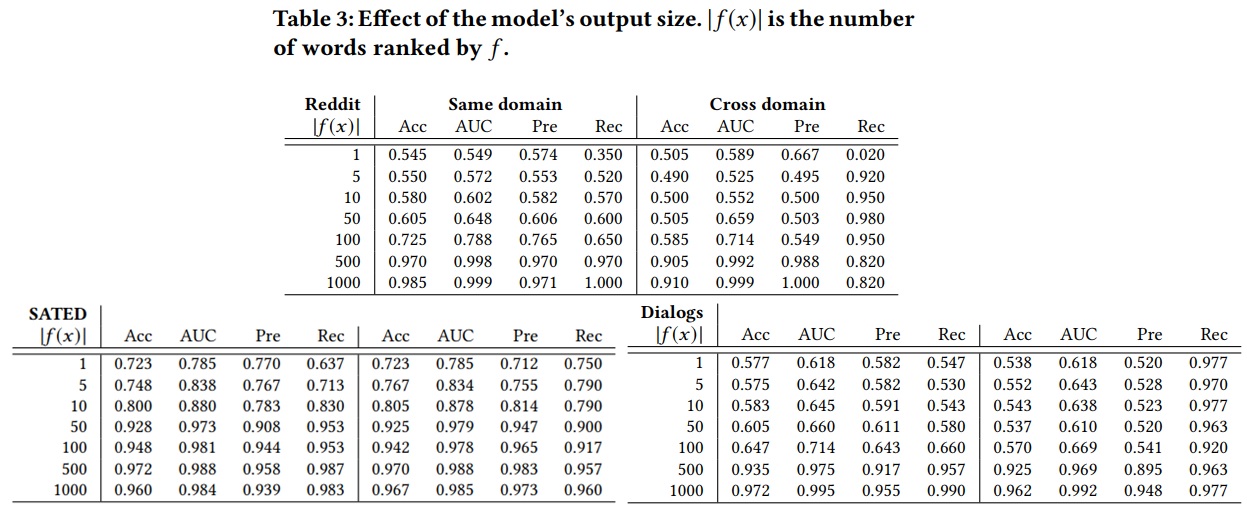 Table 3: Effect of the model's output size. |f(x)| is the number
of words ranked by f.
Reddit Same domain Cross domain
|f(x)| Acc AUC Pre Rec Acc AUC Pre Rec
1 0.545 0.549 0.574 0.350 0.505 0.589 0.667 0.020
5 0.550 0.572 0.553 0.520 0.490 0.525 0.495 0.920
10 0.580 0.602 0.582 0.570 0.500 0.552 0.500 0.950
50 0.605 0.648 0.606 0.600 0.505 0.659 0.503 0.980
100 0.725 0.788 0.765 0.650 0.585 0.714 0.549 0.950
500 0.970 0.998 0.970 0.970 0.905 0.992 0.988 0.820
1000 0.985 0.999 0.971 1.000 0.910 0.999 1.000 0.820
SATED
|f(x)| Acc AUC Pre Rec Acc AUC Pre Rec
1 0.723 0.785 0.770 0.637 0.723 0.785 0.712 0.750
5 0.748 0.838 0.767 0.713 0.767 0.834 0.755 0.790
10 0.800 0.880 0.783 0.830 0.805 0.878 0.814 0.790
50 0.928 0.973 0.908 0.953 0.925 0.979 0.947 0.900
100 0.948 0.981 0.944 0.953 0.942 0.978 0.965 0.917
500 0.972 0.988 0.958 0.987 0.970 0.988 0.983 0.957
1000 0.960 0.984 0.939 0.983 0.967 0.985 0.973 0.960
Dialogs
|f(x)| Acc AUC Pre Rec Acc AUC Pre Rec
1 0.577 0.618 0.582 0.547 0.538 0.618 0.520 0.977
5 0.575 0.642 0.582 0.530 0.552 0.643 0.528 0.970
10 0.583 0.645 0.591 0.543 0.543 0.638 0.523 0.977
50 0.605 0.660 0.611 0.580 0.537 0.610 0.520 0.963
100 0.647 0.714 0.643 0.660 0.570 0.669 0.541 0.920
500 0.935 0.975 0.917 0.957 0.925 0.969 0.895 0.963
1000 0.972 0.995 0.955 0.990 0.962 0.992 0.948 0.977